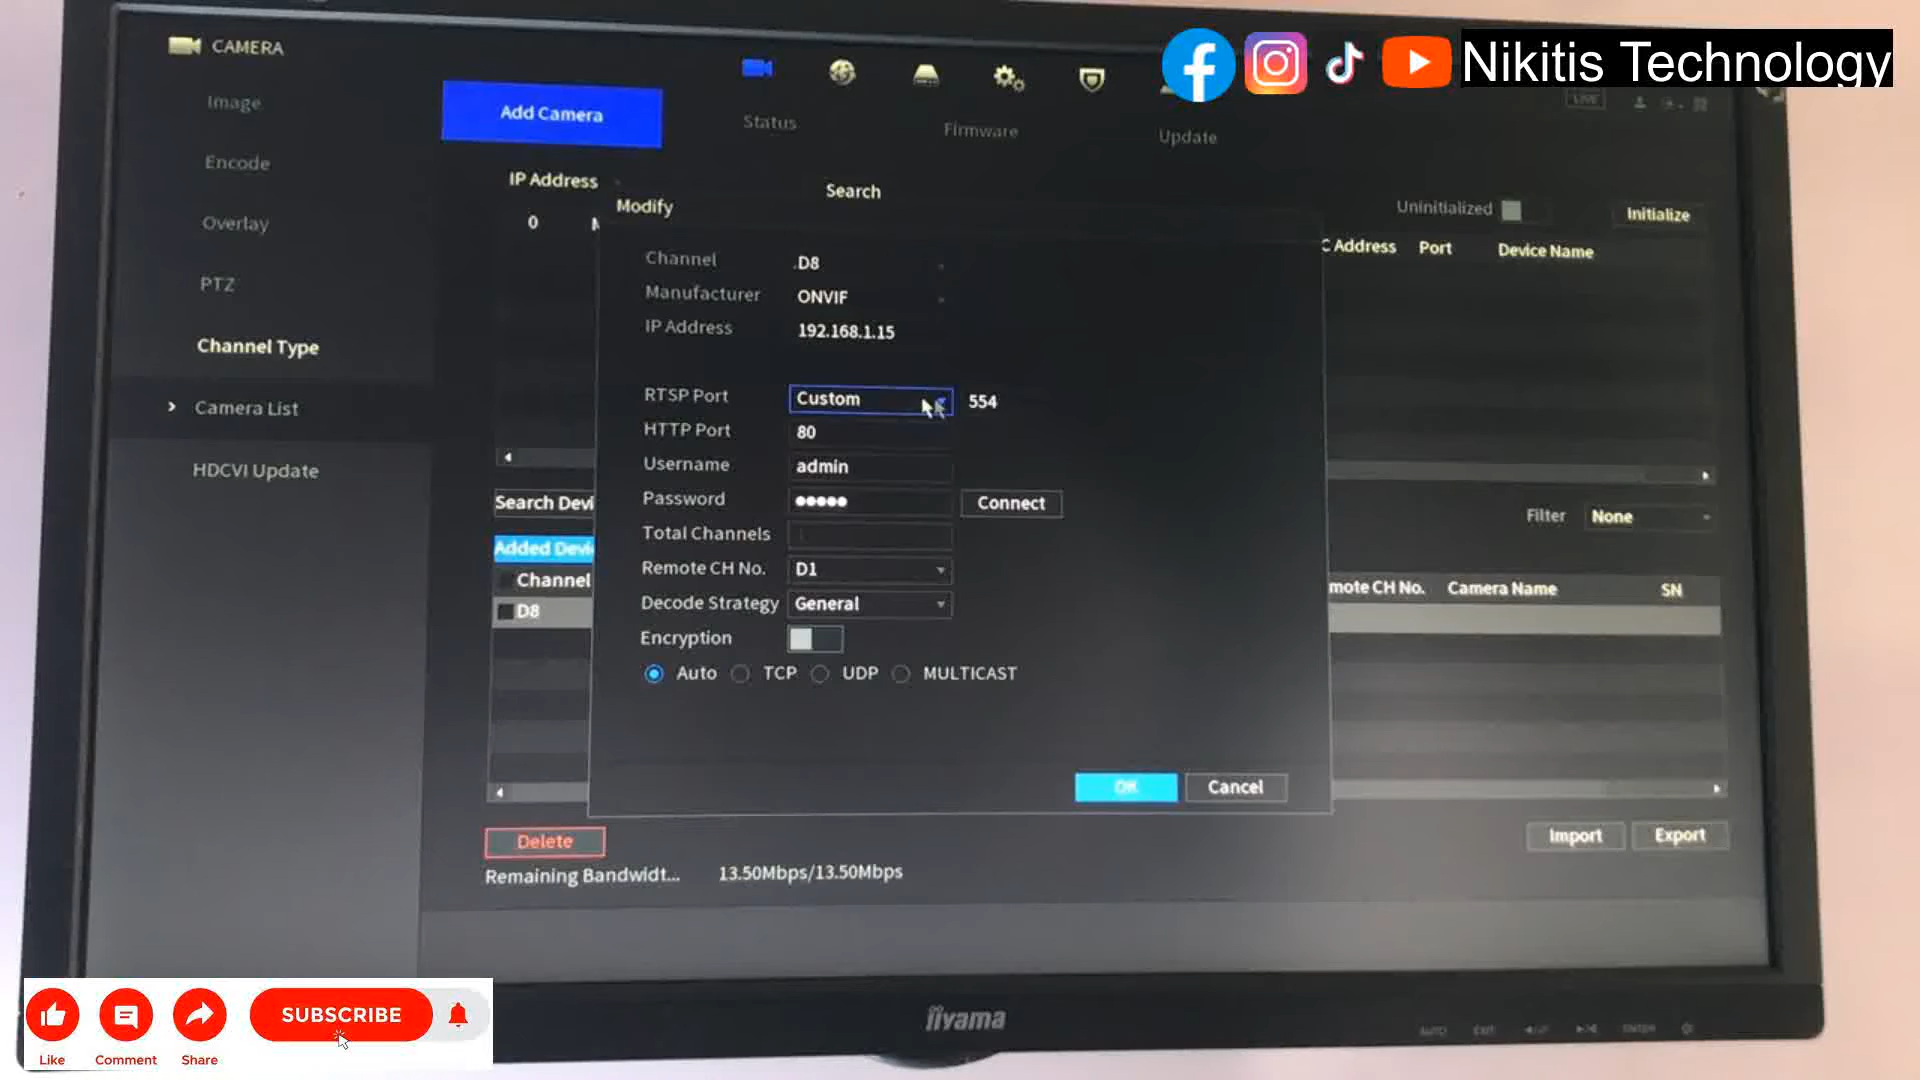 Nikitis Technology
CAMERA
Image
Encode
Overlay
PTZ
Channel Type
Camera List
HDCVI Update
Add Camera
Status
Firmware
Update
LIVE
IP Address
Search
Uninitialized
Initialize
0
Address Port Device Name
Modify
Channel D8
Manufacturer ONVIF
IP Address 192.168.1.15
RTSP Port Custom 554
HTTP Port 80
Username admin
Password ●●●●● Connect
Total Channels
Remote CH No. D1
Decode Strategy General
Encryption
Auto TCP UDP MULTICAST
Cancel
Search Devi
Filter None
Added Devi
Channel
mote CH No. Camera Name SN
D8
Delete
Import Export
Remaining Bandwidt... 13.50Mbps/13.50Mbps
iiyama
AUTO EXIT ENTER
SUBSCRIBE
Like Comment Share